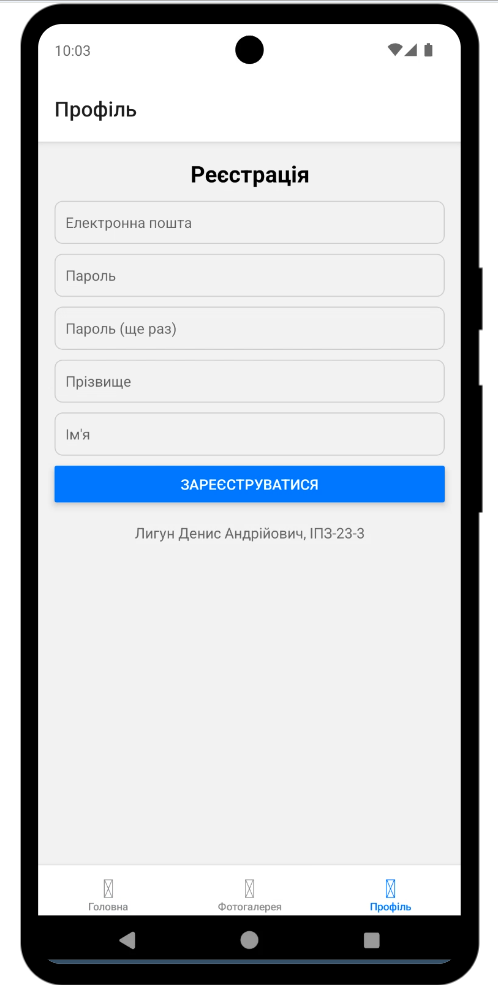 10:03
Профіль
Реєстрація
Електронна пошта
Пароль
Пароль (ще раз)
Прізвище
Ім'я
ЗАРЕЄСТРУВАТИСЯ
Лигун Денис Андрійович, ІПЗ-23-3
Головна
Фотогалерея
Профіль